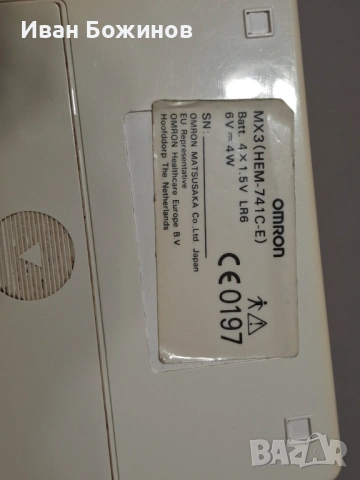 Иван Божинов
OMRON
MX3 (HEM-741C-E)
Batt. 4 × 1.5V LR6
6V ⎓ 4W
SN:
OMRON MATSUSAKA Co., Ltd. Japan
EU Representative
OMRON Healthcare Europe B.V.
Hoofddorp The Netherlands
CE0197
BAZAR